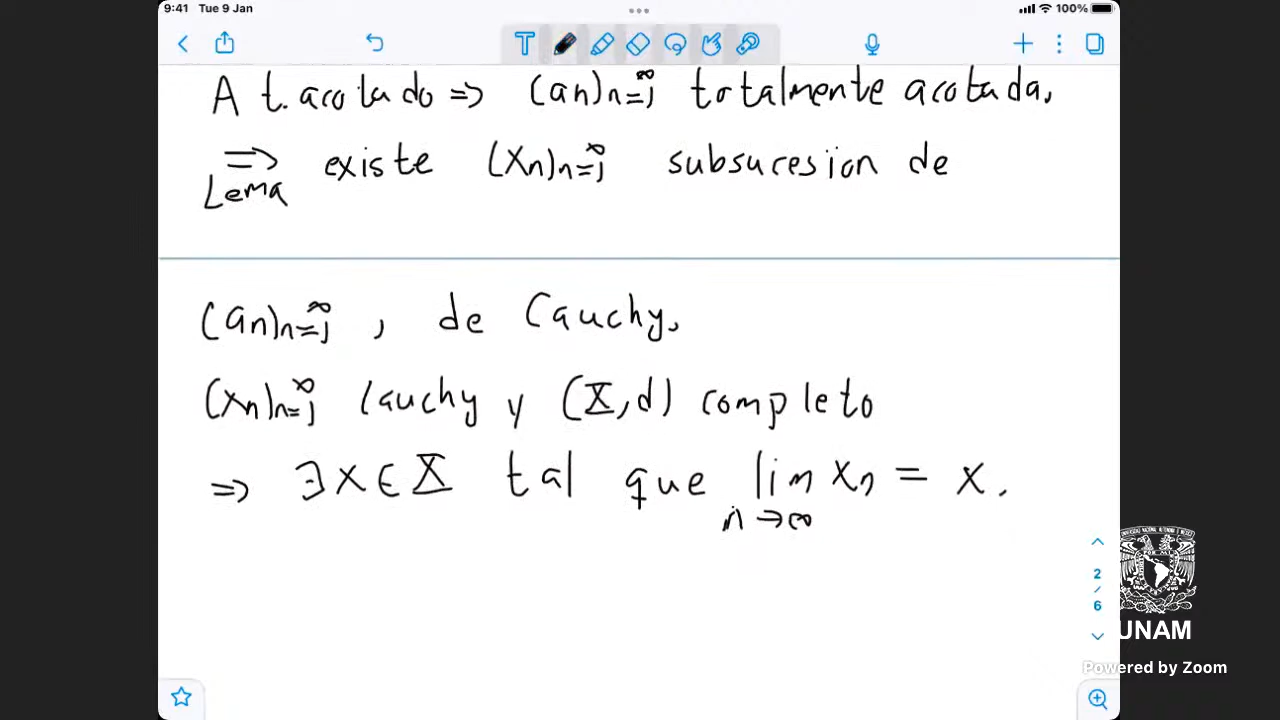 9:41 Tue 9 Jan
100%
A t. acotado => (an)n=1^∞ totalmente acotada,
=> existe (xn)n=1^∞ subsucesion de
Lema
(an)n=1^∞ , de Cauchy,
(xn)n=1^∞ Cauchy y (X,d) completo
=> ∃x∈X tal que lim xn = x.
n→∞
2
6
UNAM
Powered by Zoom